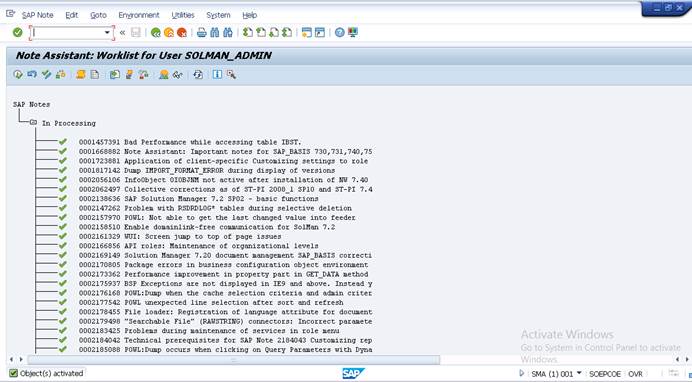 SAP Note Edit Goto Environment Utilities System Help
Note Assistant: Worklist for User SOLMAN_ADMIN
SAP Notes
In Processing
0001457391 Bad Performance while accessing table IBST.
0001668882 Note Assistant: Important notes for SAP_BASIS 730,731,740,75
0001723881 Application of client-specific Customizing settings to role
0001817142 Dump IMPORT_FORMAT_ERROR during display of versions
0002056106 InfoObject 0IOBJNM not active after installation of NW 7.40
0002062497 Collective corrections as of ST-PI 2008_1 SP10 and ST-PI 7.4
0002138636 SAP Solution Manager 7.2 SP02 - basic functions
0002147262 Problem with RSDRDLOG* tables during selective deletion
0002157970 POWL: Not able to get the last changed value into feeder
0002158510 Enable domainlink-free communication for SolMan 7.2
0002161329 WUI: Screen jump to top of page issues
0002166856 API roles: Maintenance of organizational levels
0002169149 Solution Manager 7.20 document management SAP_BASIS correcti
0002170805 Package errors in business configuration object environment
0002173362 Performance improvement in property part in GET_DATA method
0002175937 BSP Exceptions are not displayed in IE9 and above. Instead y
0002176168 POWL:Dump when the cache selection criteria and admin criter
0002177542 POWL unexpected line selection after sort and refresh
0002178455 File loader: Registration of language attribute for document
0002179498 "Searchable File" (RAWSTRING) connectors: Incorrect paramete
0002183425 Problems during maintenance of services in role menu
0002184042 Technical prerequisites for SAP Note 2184043 Customizing rep
0002185088 POWL:Dump occurs when clicking on Query Parameters with Dyna
Activate Windows
Go to System in Control Panel to activate
Windows.
Object(s) activated SAP SMA (1) 001 SOEPCOE OVR